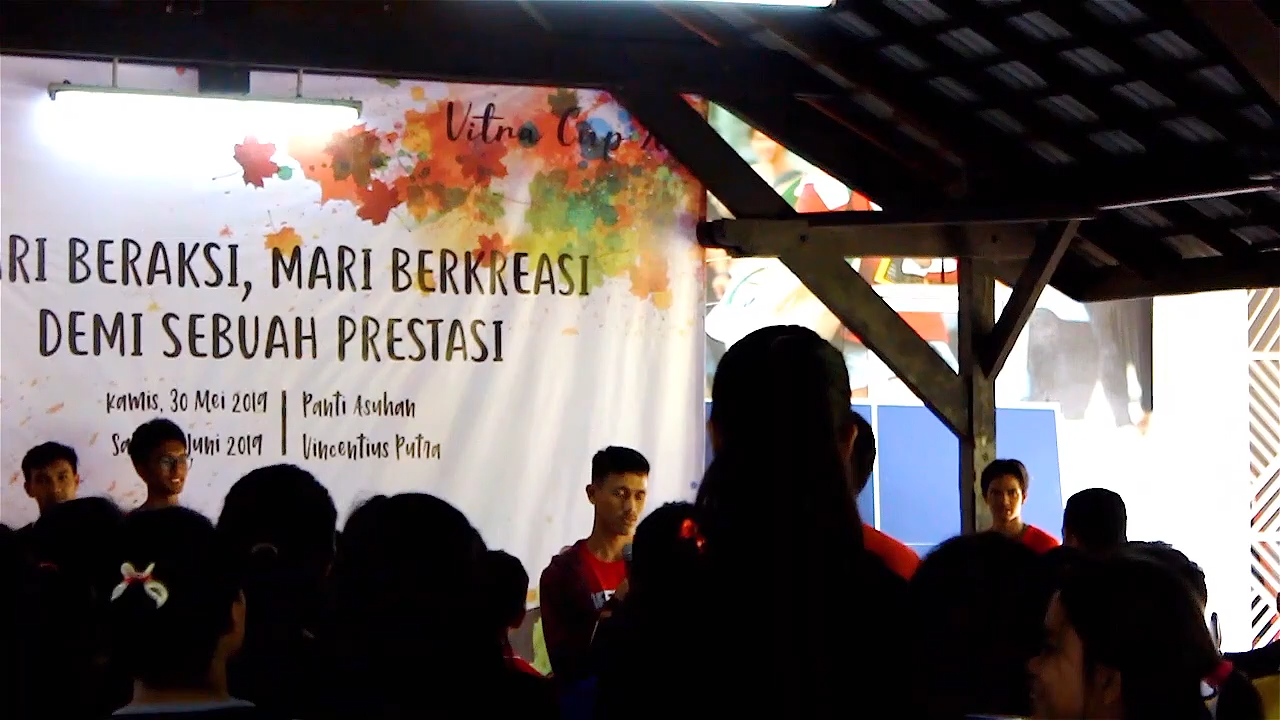 Vitra Cup
RI BERAKSI, MARI BERKREASI
DEMI SEBUAH PRESTASI
Kamis, 30 Mei 2019 | Panti Asuhan
Sa Juni 2019 | Vincentius Putra